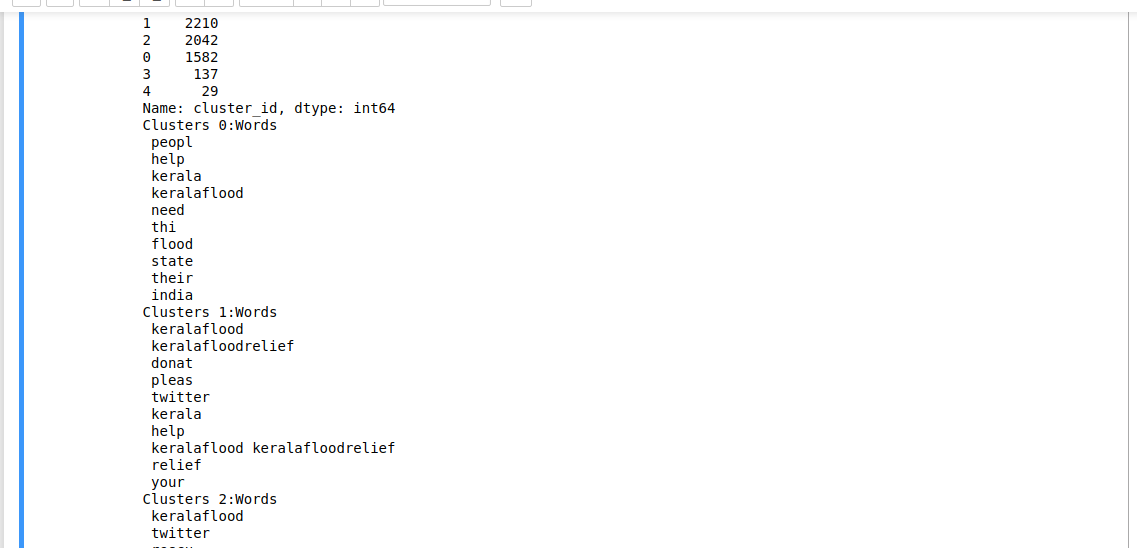 1    2210
2    2042
0    1582
3     137
4      29
Name: cluster_id, dtype: int64
Clusters 0:Words
 peopl
 help
 kerala
 keralaflood
 need
 thi
 flood
 state
 their
 india
Clusters 1:Words
 keralaflood
 keralafloodrelief
 donat
 pleas
 twitter
 kerala
 help
 keralaflood keralafloodrelief
 relief
 your
Clusters 2:Words
 keralaflood
 twitter